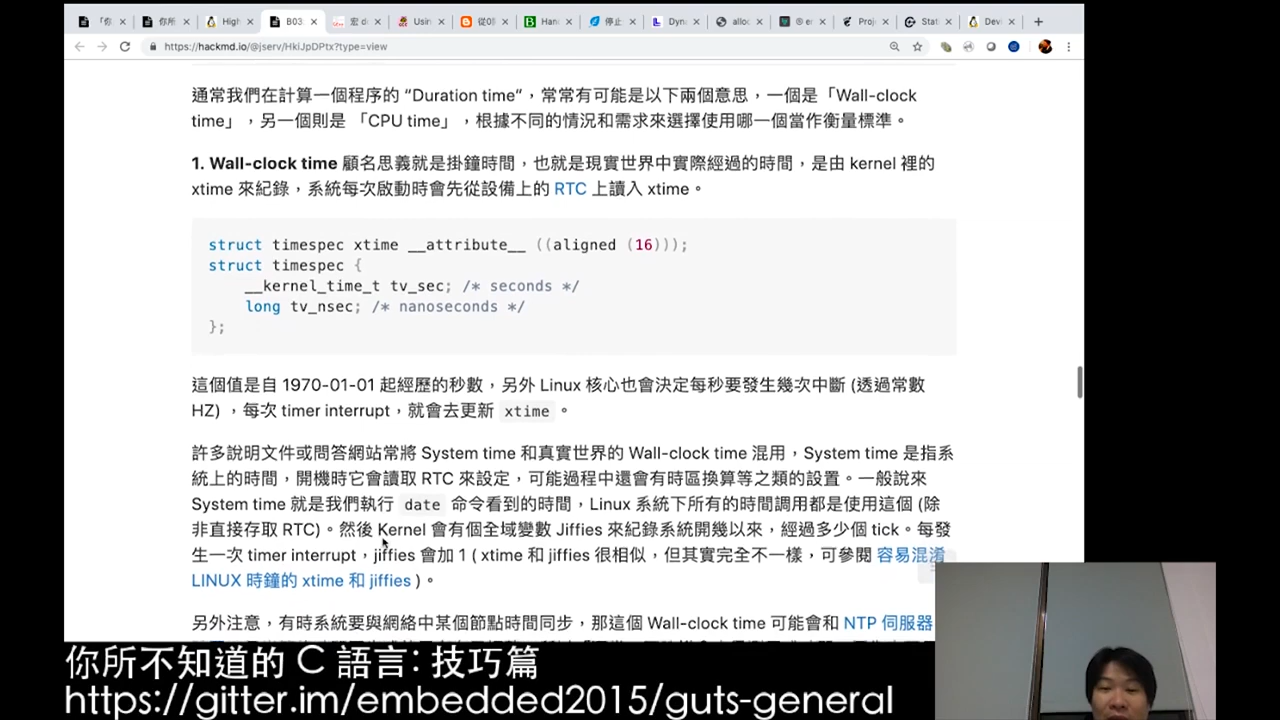 「你
你所
High
B03
宏 d
Usin
從0
Hanc
停止
Dyna
alloc
® er
Proj
Stati
Devi
https://hackmd.io/@jserv/HkiJpDPtx?type=view
通常我們在計算一個程序的 “Duration time“，常常有可能是以下兩個意思，一個是「Wall-clock
time」，另一個則是 「CPU time」，根據不同的情況和需求來選擇使用哪一個當作衡量標準。
1. Wall-clock time 顧名思義就是掛鐘時間，也就是現實世界中實際經過的時間，是由 kernel 裡的
xtime 來紀錄，系統每次啟動時會先從設備上的 RTC 上讀入 xtime。
struct timespec xtime __attribute__ ((aligned (16)));
struct timespec {
__kernel_time_t tv_sec; /* seconds */
long tv_nsec; /* nanoseconds */
};
這個值是自 1970-01-01 起經歷的秒數，另外 Linux 核心也會決定每秒要發生幾次中斷 (透過常數
HZ) ，每次 timer interrupt，就會去更新 xtime 。
許多說明文件或問答網站常將 System time 和真實世界的 Wall-clock time 混用，System time 是指系
統上的時間，開機時它會讀取 RTC 來設定，可能過程中還會有時區換算等之類的設置。一般說來
System time 就是我們執行 date 命令看到的時間，Linux 系統下所有的時間調用都是使用這個 (除
非直接存取 RTC)。然後 Kernel 會有個全域變數 Jiffies 來紀錄系統開幾以來，經過多少個 tick。每發
生一次 timer interrupt，jiffies 會加 1 ( xtime 和 jiffies 很相似，但其實完全不一樣，可參閱 容易混淆
LINUX 時鐘的 xtime 和 jiffies )。
另外注意，有時系統要與網絡中某個節點時間同步，那這個 Wall-clock time 可能會和 NTP 伺服器
你所不知道的 C 語言: 技巧篇
https://gitter.im/embedded2015/guts-general